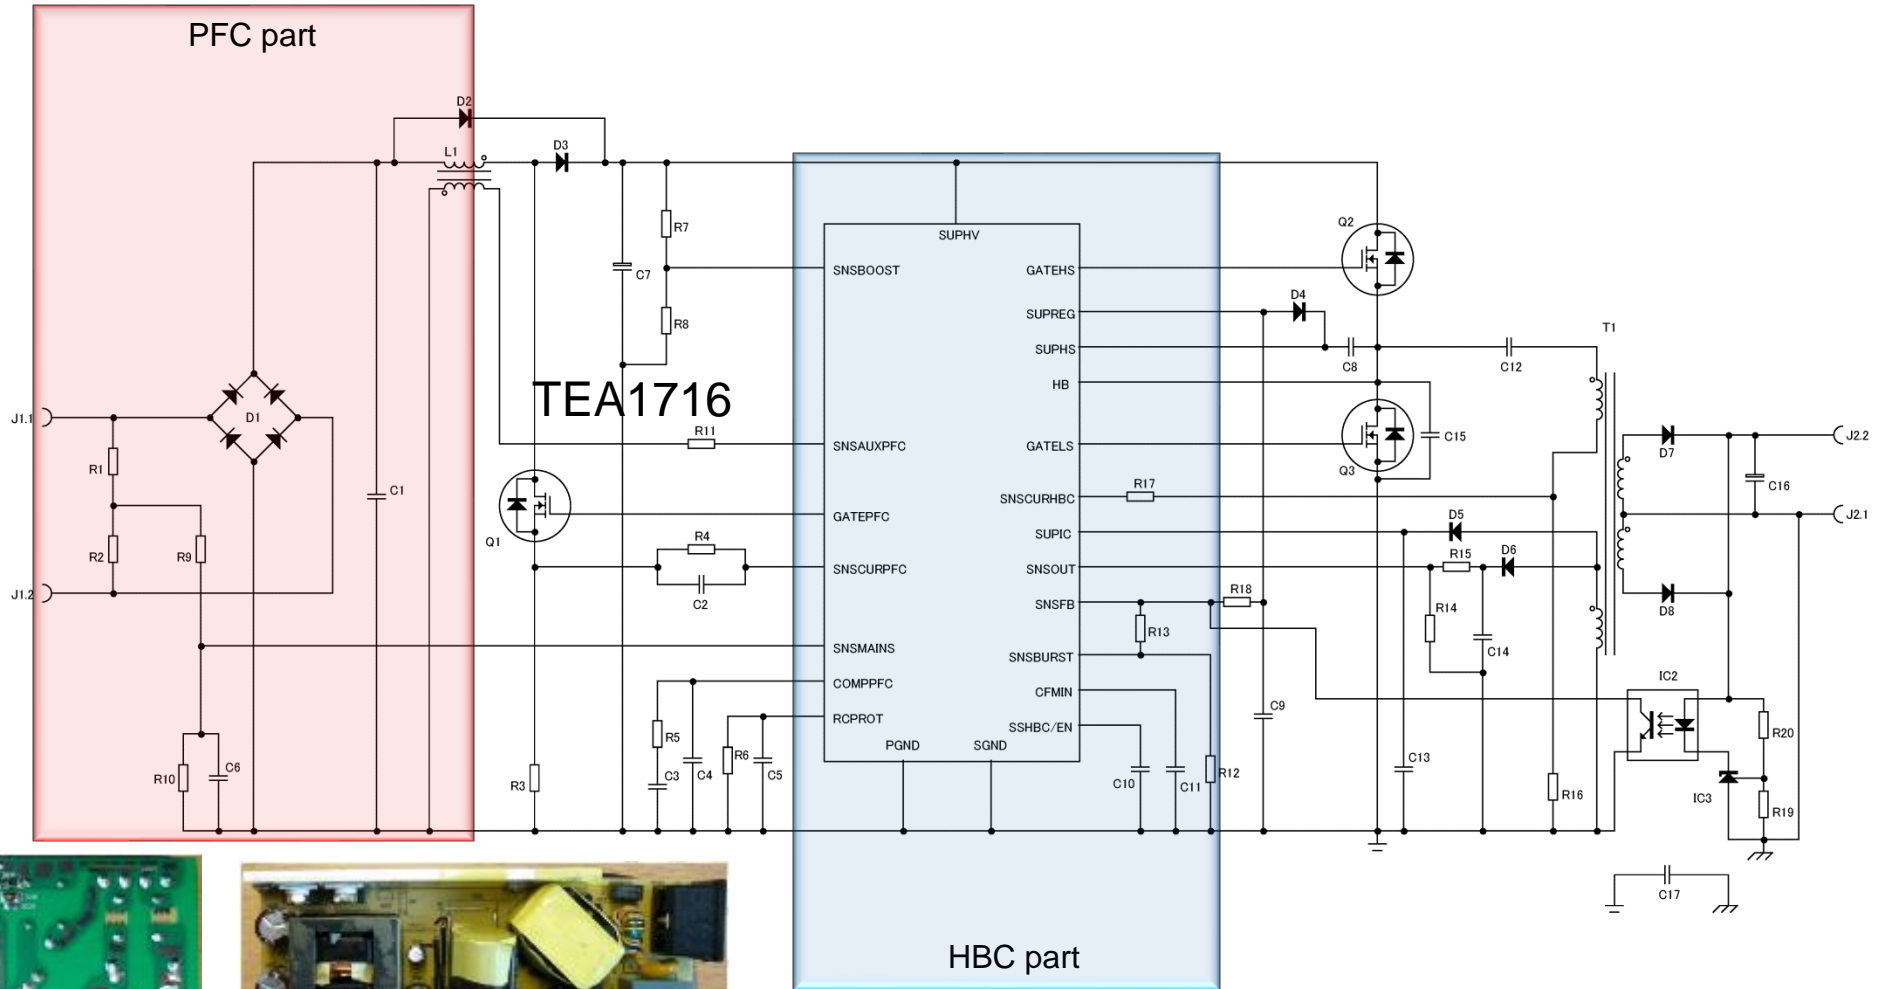 PFC part
D2
L1
D3
R7
C7
R8
TEA1716
J1.1
D1
R1
R2
R9
J1.2
C1
R10
C6
R11
Q1
R4
C2
R5
C3
C4
R6
C5
R3
SUPHV
SNSBOOST
SNSAUXPFC
GATEPFC
SNSCURPFC
SNSMAINS
COMPPFC
RCPROT
PGND
SGND
GATEHS
SUPREG
SUPHS
HB
GATELS
SNSCURHBC
SUPIC
SNSOUT
SNSFB
SNSBURST
CFMIN
SSHBC/EN
Q2
D4
C8
C12
T1
Q3
C15
R17
D5
R15
D6
R18
R13
R14
C14
C9
C10
C11
R12
C13
R16
D7
J2.2
C16
J2.1
D8
IC2
R20
IC3
R19
C17
HBC part